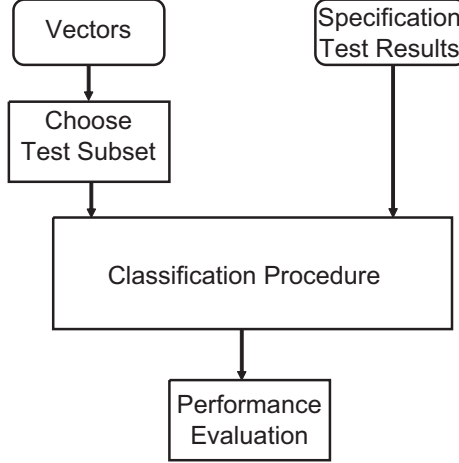 Vectors
Specification
Test Results
Choose
Test Subset
Classification Procedure
Performance
Evaluation